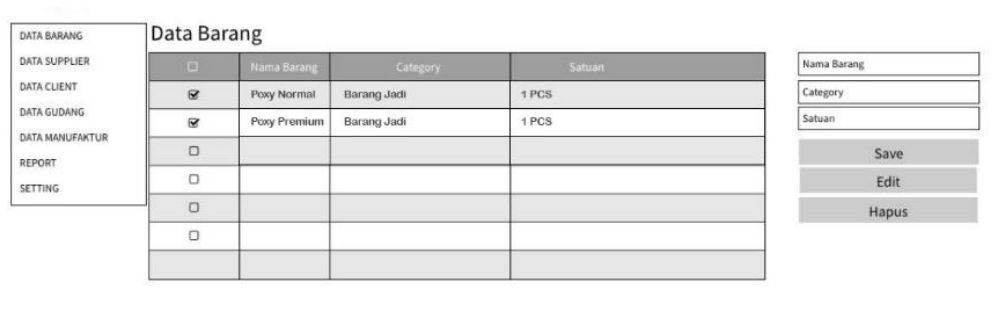 DATA BARANG
DATA SUPPLIER
DATA CLIENT
DATA GUDANG
DATA MANUFAKTUR
REPORT
SETTING
Data Barang
Nama Barang Category Satuan
Poxy Normal Barang Jadi 1 PCS
Poxy Premium Barang Jadi 1 PCS
Nama Barang
Category
Satuan
Save
Edit
Hapus